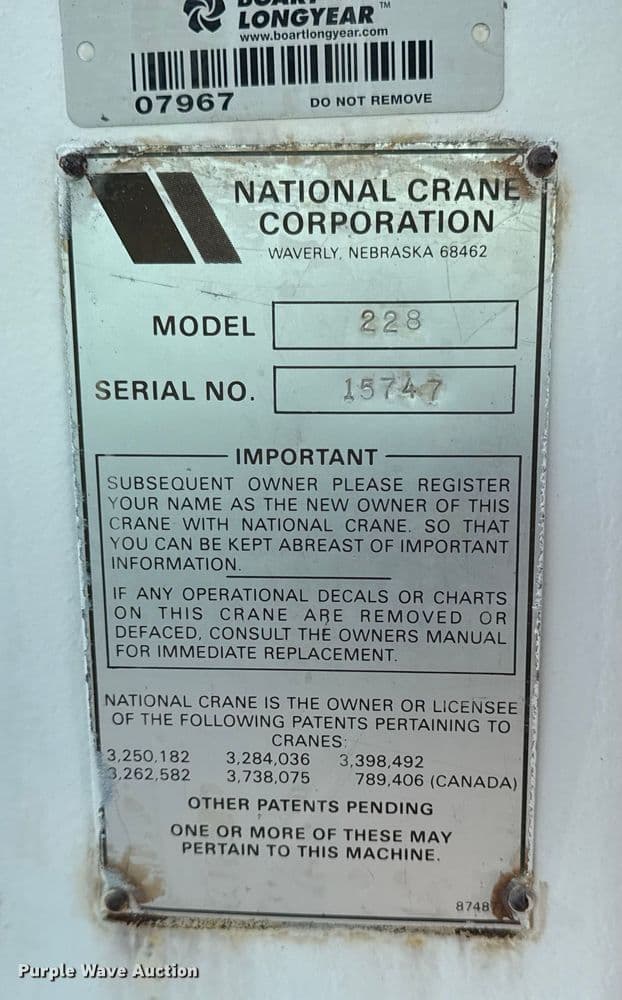 BOART
LONGYEAR™
www.boartlongyear.com
07967 DO NOT REMOVE
NATIONAL CRANE
CORPORATION
WAVERLY, NEBRASKA 68462
MODEL 228
SERIAL NO. 15747
IMPORTANT
SUBSEQUENT OWNER PLEASE REGISTER
YOUR NAME AS THE NEW OWNER OF THIS
CRANE WITH NATIONAL CRANE. SO THAT
YOU CAN BE KEPT ABREAST OF IMPORTANT
INFORMATION.
IF ANY OPERATIONAL DECALS OR CHARTS
ON THIS CRANE ARE REMOVED OR
DEFACED, CONSULT THE OWNERS MANUAL
FOR IMMEDIATE REPLACEMENT.
NATIONAL CRANE IS THE OWNER OR LICENSEE
OF THE FOLLOWING PATENTS PERTAINING TO
CRANES:
3,250,182 3,284,036 3,398,492
3,262,582 3,738,075 789,406 (CANADA)
OTHER PATENTS PENDING
ONE OR MORE OF THESE MAY
PERTAIN TO THIS MACHINE.
8748
Purple Wave Auction